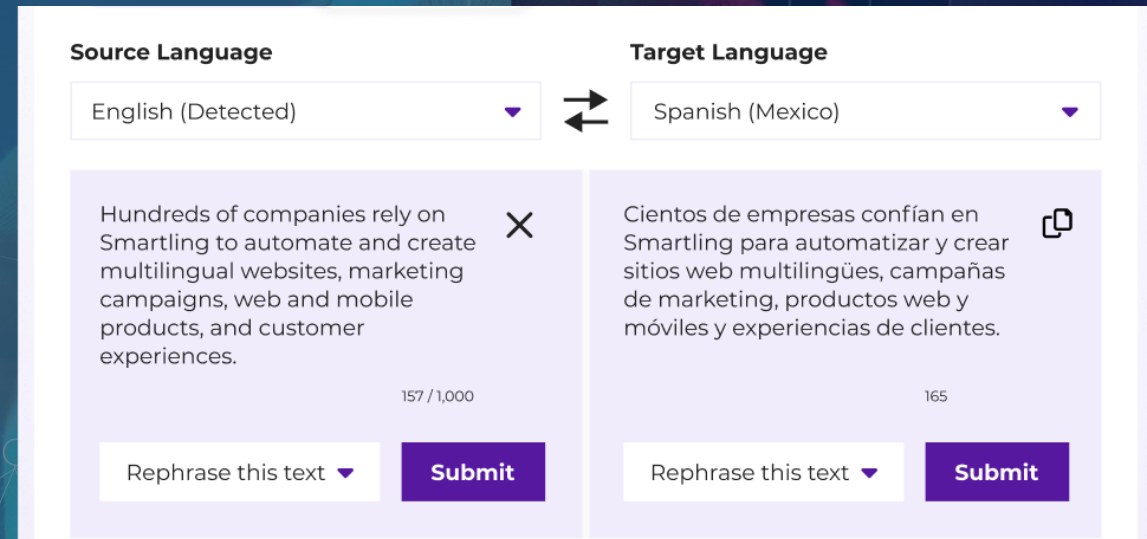 Source Language
Target Language
English (Detected)
Spanish (Mexico)
Hundreds of companies rely on
Smartling to automate and create
multilingual websites, marketing
campaigns, web and mobile
products, and customer
experiences.
157 / 1,000
Rephrase this text
Submit
Cientos de empresas confían en
Smartling para automatizar y crear
sitios web multilingües, campañas
de marketing, productos web y
móviles y experiencias de clientes.
165
Rephrase this text
Submit